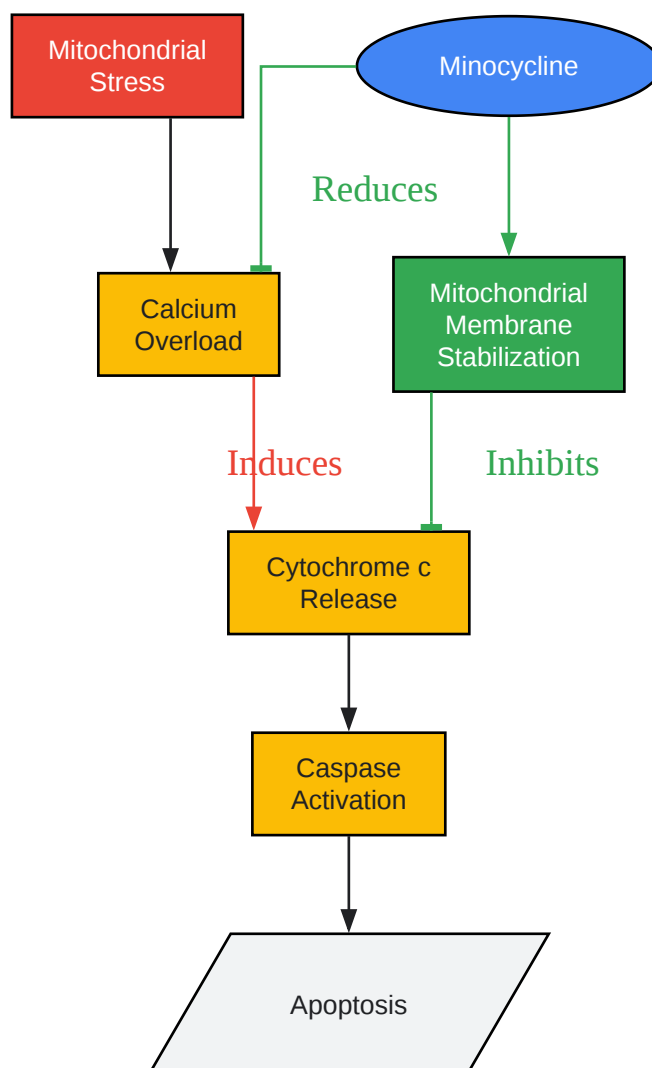 Mitochondrial
Stress
Minocycline
Reduces
Calcium
Overload
Mitochondrial
Membrane
Stabilization
Induces
Inhibits
Cytochrome c
Release
Caspase
Activation
Apoptosis